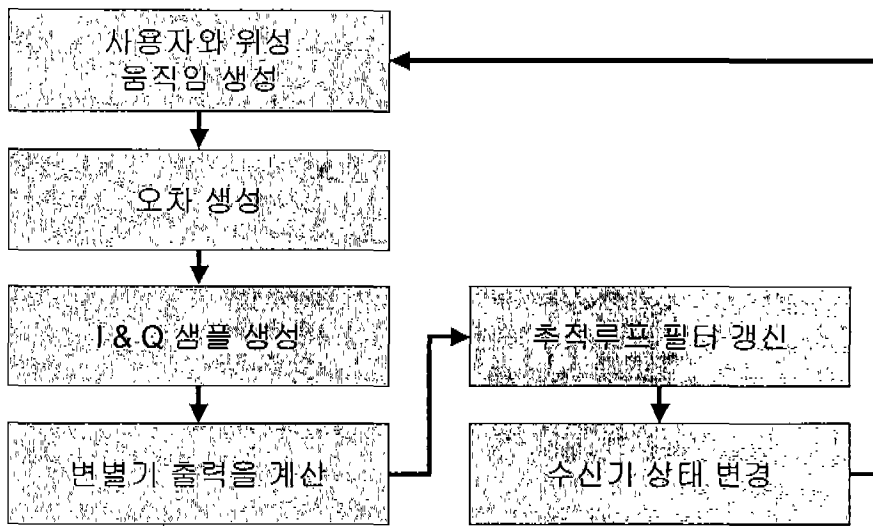 사용자와 위성
움직임 생성
오차 생성
I & Q 샘플 생성
변별기 출력을 계산
추적루프 필터 갱신
수신기 상태 변경